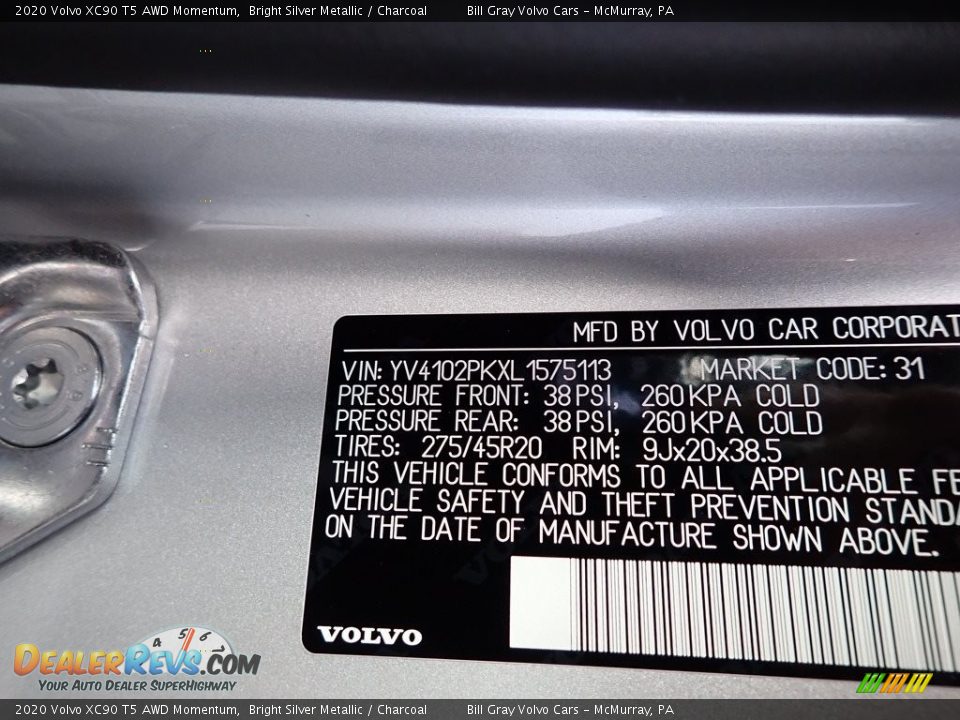 2020 Volvo XC90 T5 AWD Momentum, Bright Silver Metallic / Charcoal Bill Gray Volvo Cars - McMurray, PA
MFD BY VOLVO CAR CORPORAT
VIN: YV4102PKXL1575113 MARKET CODE: 31
PRESSURE FRONT: 38 PSI, 260 KPA COLD
PRESSURE REAR: 38 PSI, 260 KPA COLD
TIRES: 275/45R20 RIM: 9Jx20x38.5
THIS VEHICLE CONFORMS TO ALL APPLICABLE FE
VEHICLE SAFETY AND THEFT PREVENTION STANDA
ON THE DATE OF MANUFACTURE SHOWN ABOVE.
VOLVO
4 5 6
DealerRevs.com
Your Auto Dealer SuperHighway
2020 Volvo XC90 T5 AWD Momentum, Bright Silver Metallic / Charcoal Bill Gray Volvo Cars - McMurray, PA